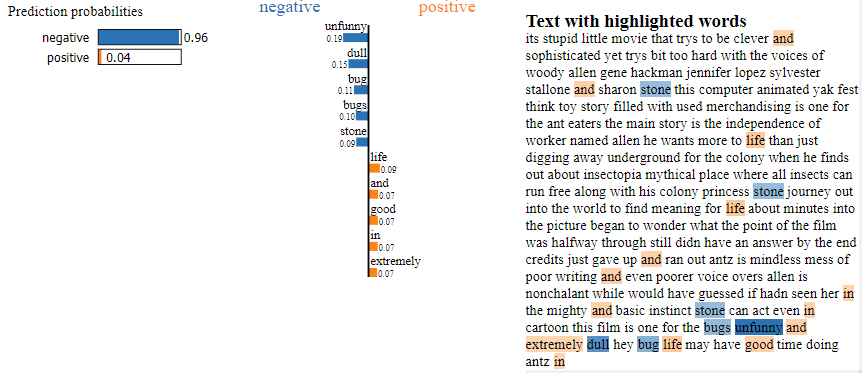 Prediction probabilities
negative 0.96
positive 0.04
negative positive
unfunny
0.19
dull
0.15
bug
0.11
bugs
0.10
stone
0.09
life
0.09
and
0.07
good
0.07
in
0.07
extremely
0.07
Text with highlighted words
its stupid little movie that trys to be clever and
sophisticated yet trys bit too hard with the voices of
woody allen gene hackman jennifer lopez sylvester
stallone and sharon stone this computer animated yak fest
think toy story filled with used merchandising is one for
the ant eaters the main story is the independence of
worker named allen he wants more to life than just
digging away underground for the colony when he finds
out about insectopia mythical place where all insects can
run free along with his colony princess stone journey out
into the world to find meaning for life about minutes into
the picture began to wonder what the point of the film
was halfway through still didn have an answer by the end
credits just gave up and ran out antz is mindless mess of
poor writing and even poorer voice overs allen is
nonchalant while would have guessed if hadn seen her in
the mighty and basic instinct stone can act even in
cartoon this film is one for the bugs unfunny and
extremely dull hey bug life may have good time doing
antz in